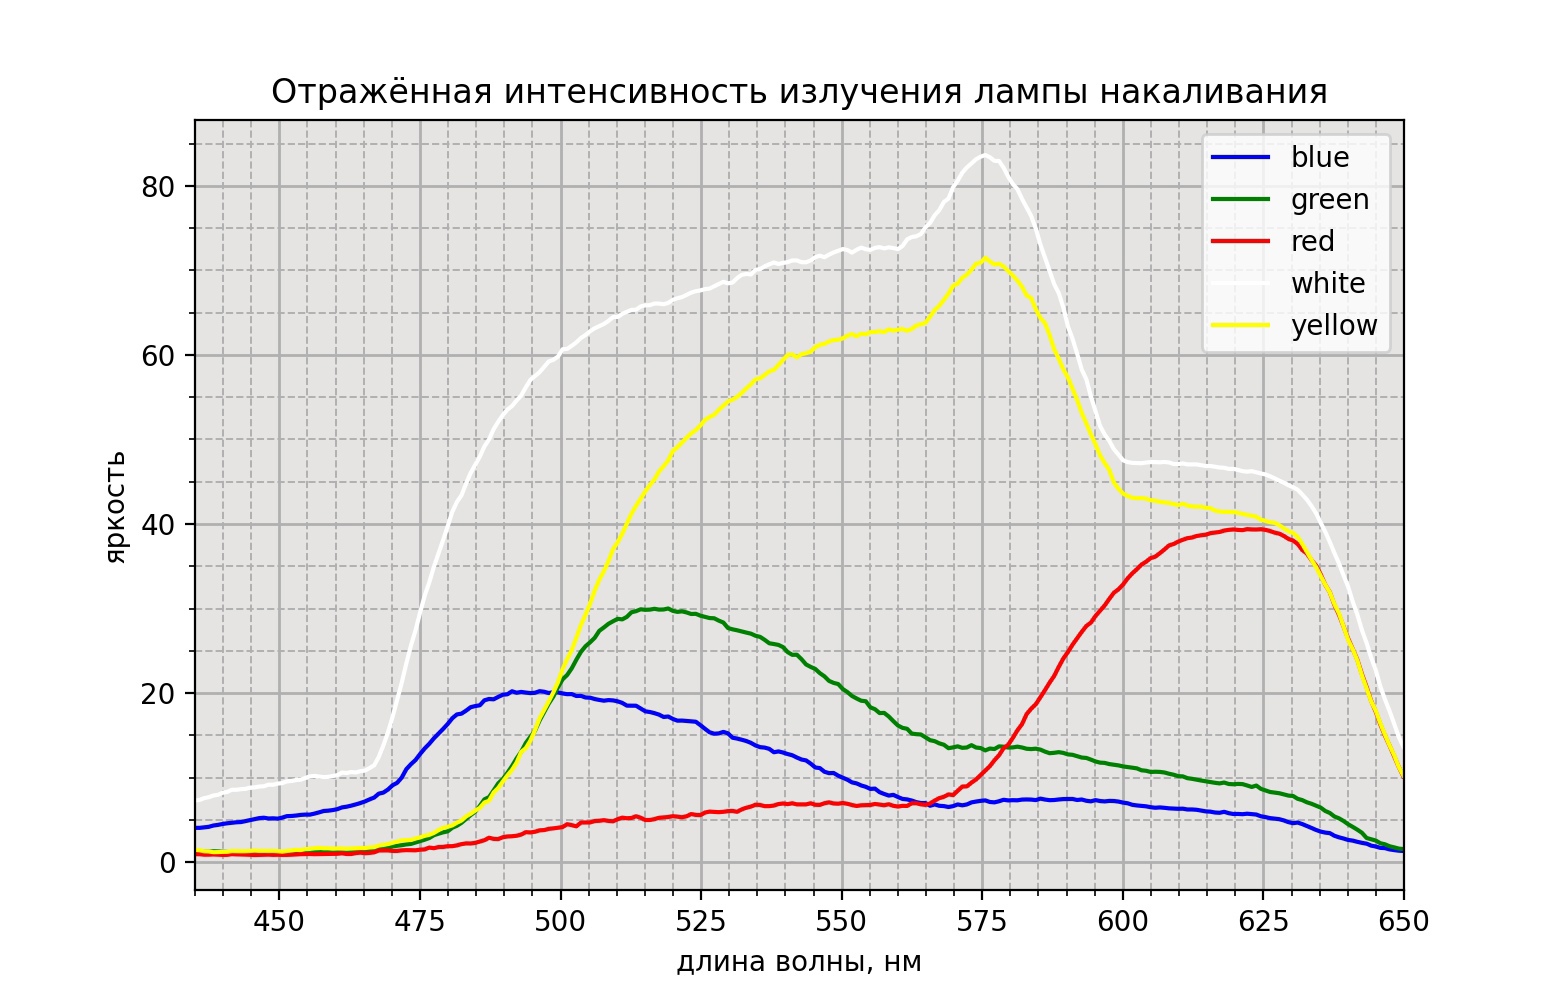 Отражённая интенсивность излучения лампы накаливания
blue
green
red
white
yellow
80
60
40
20
0
яркость
450 475 500 525 550 575 600 625 650
длина волны, нм